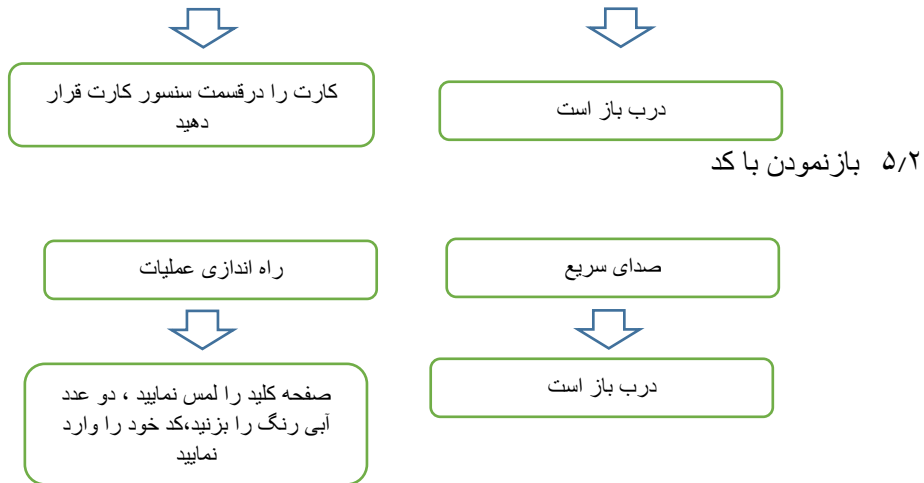 درب باز است
کارت را درقسمت سنسور کارت قرار
دهید
۵٫۲ بازنمودن با کد
صدای سریع
راه اندازی عملیات
درب باز است
صفحه کلید را لمس نمایید ، دو عدد
آبی رنگ را بزنید،کد خود را وارد
نمایید